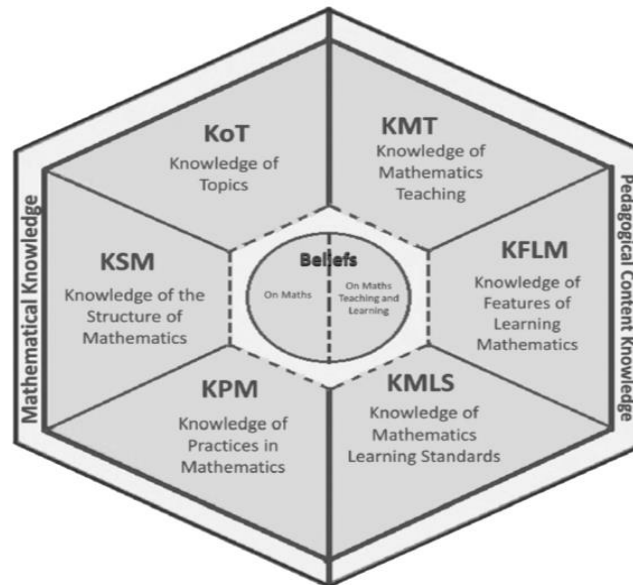 KoT
Knowledge of
Topics
KMT
Knowledge of
Mathematics
Teaching
Mathematical Knowledge
KSM
Knowledge of the
Structure of
Mathematics
Beliefs
On Maths
On Maths
Teaching and
Learning
KFLM
Knowledge of
Features of
Learning
Mathematics
Pedagogical Content Knowledge
KPM
Knowledge of
Practices in
Mathematics
KMLS
Knowledge of
Mathematics
Learning Standards